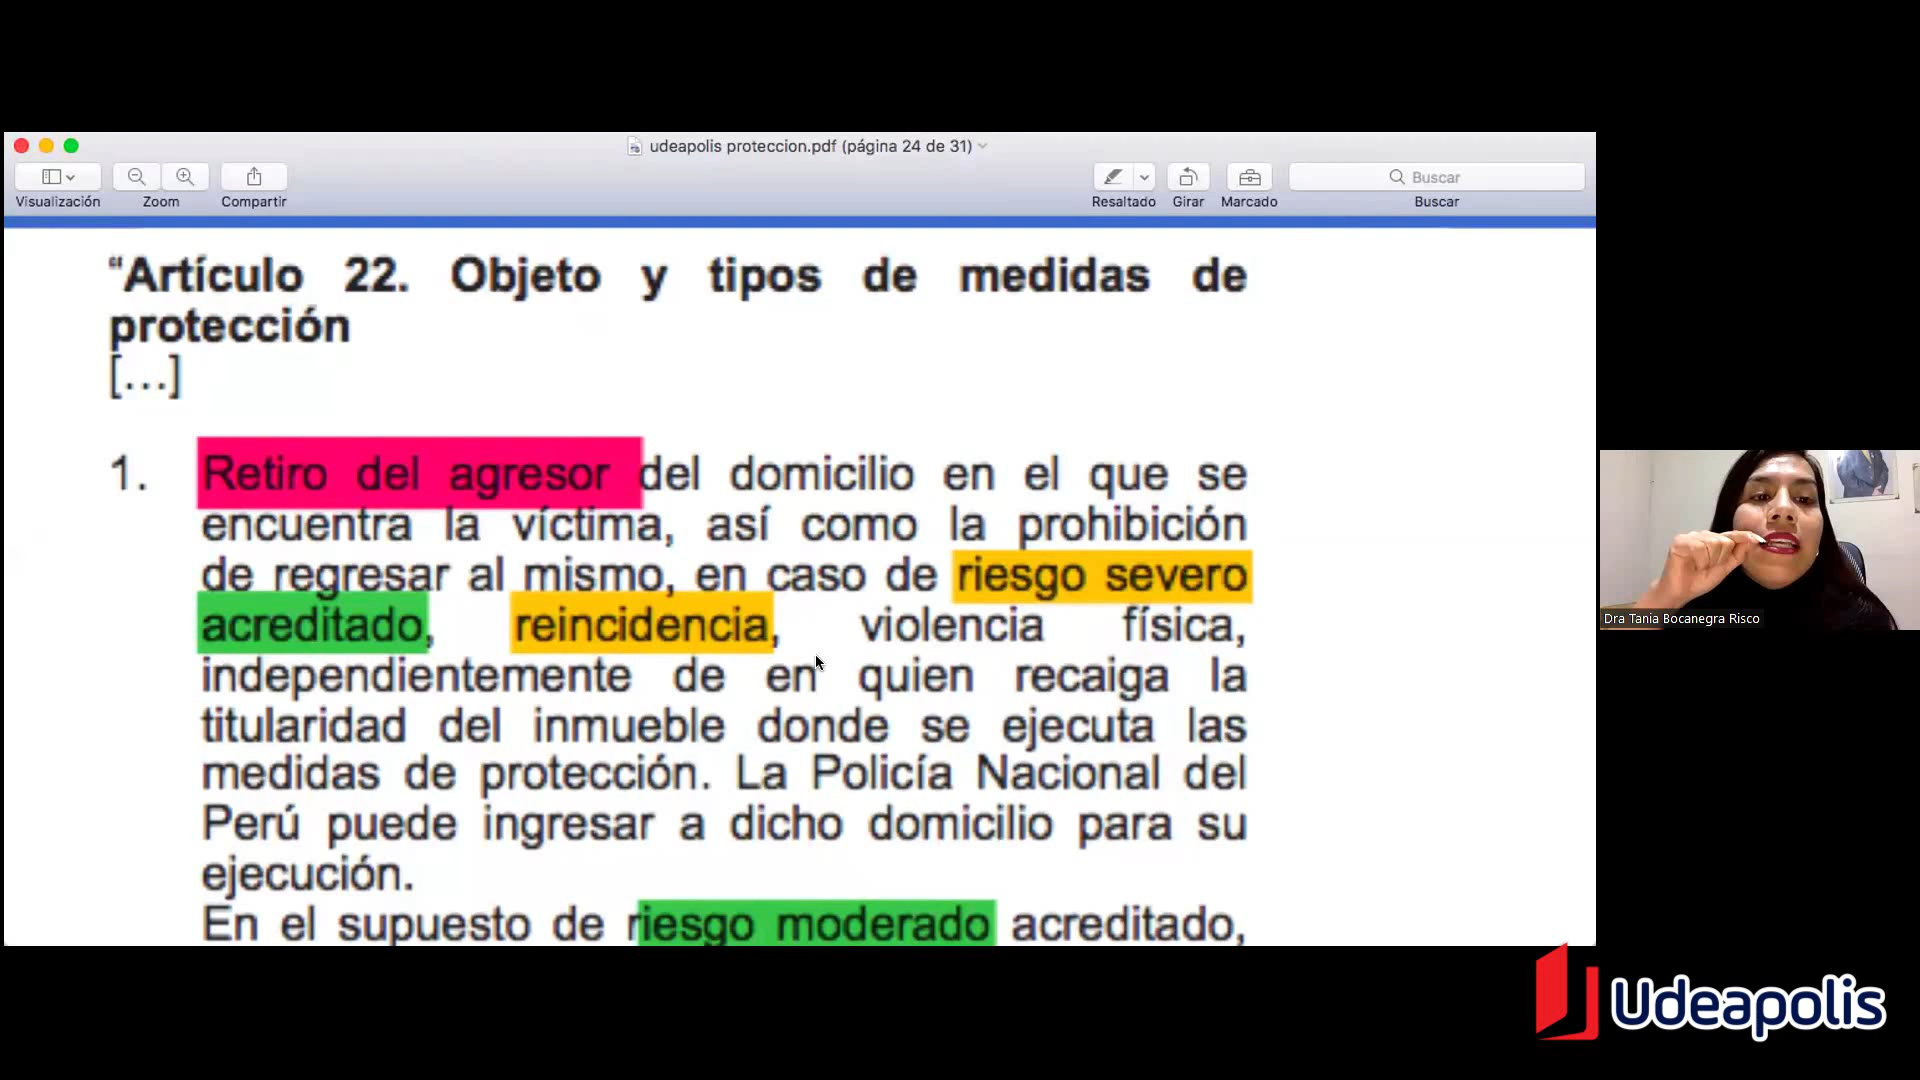 udeapolis proteccion.pdf (página 24 de 31)
Visualización
Zoom
Compartir
Resaltado
Girar
Marcado
Buscar
Buscar
“Artículo 22. Objeto y tipos de medidas de
protección
[...]
1. Retiro del agresor del domicilio en el que se
encuentra la víctima, así como la prohibición
de regresar al mismo, en caso de riesgo severo
acreditado, reincidencia, violencia física,
independientemente de en quien recaiga la
titularidad del inmueble donde se ejecuta las
medidas de protección. La Policía Nacional del
Perú puede ingresar a dicho domicilio para su
ejecución.
En el supuesto de riesgo moderado acreditado,
Dra Tania Bocanegra Risco
Udeapolis